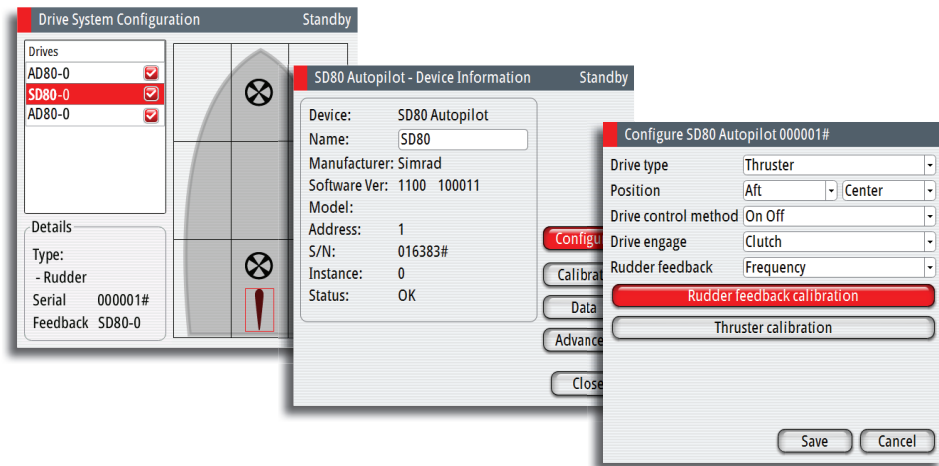 Drive System Configuration Standby
Drives
AD80-0
SD80-0
AD80-0
Details
Type:
- Rudder
Serial 000001#
Feedback SD80-0
SD80 Autopilot - Device Information Standby
Device: SD80 Autopilot
Name: SD80
Manufacturer: Simrad
Software Ver: 1100 100011
Model:
Address: 1
S/N: 016383#
Instance: 0
Status: OK
Configu
Calibrat
Data
Advance
Close
Configure SD80 Autopilot 000001#
Drive type Thruster
Position Aft Center
Drive control method On Off
Drive engage Clutch
Rudder feedback Frequency
Rudder feedback calibration
Thruster calibration
Save Cancel